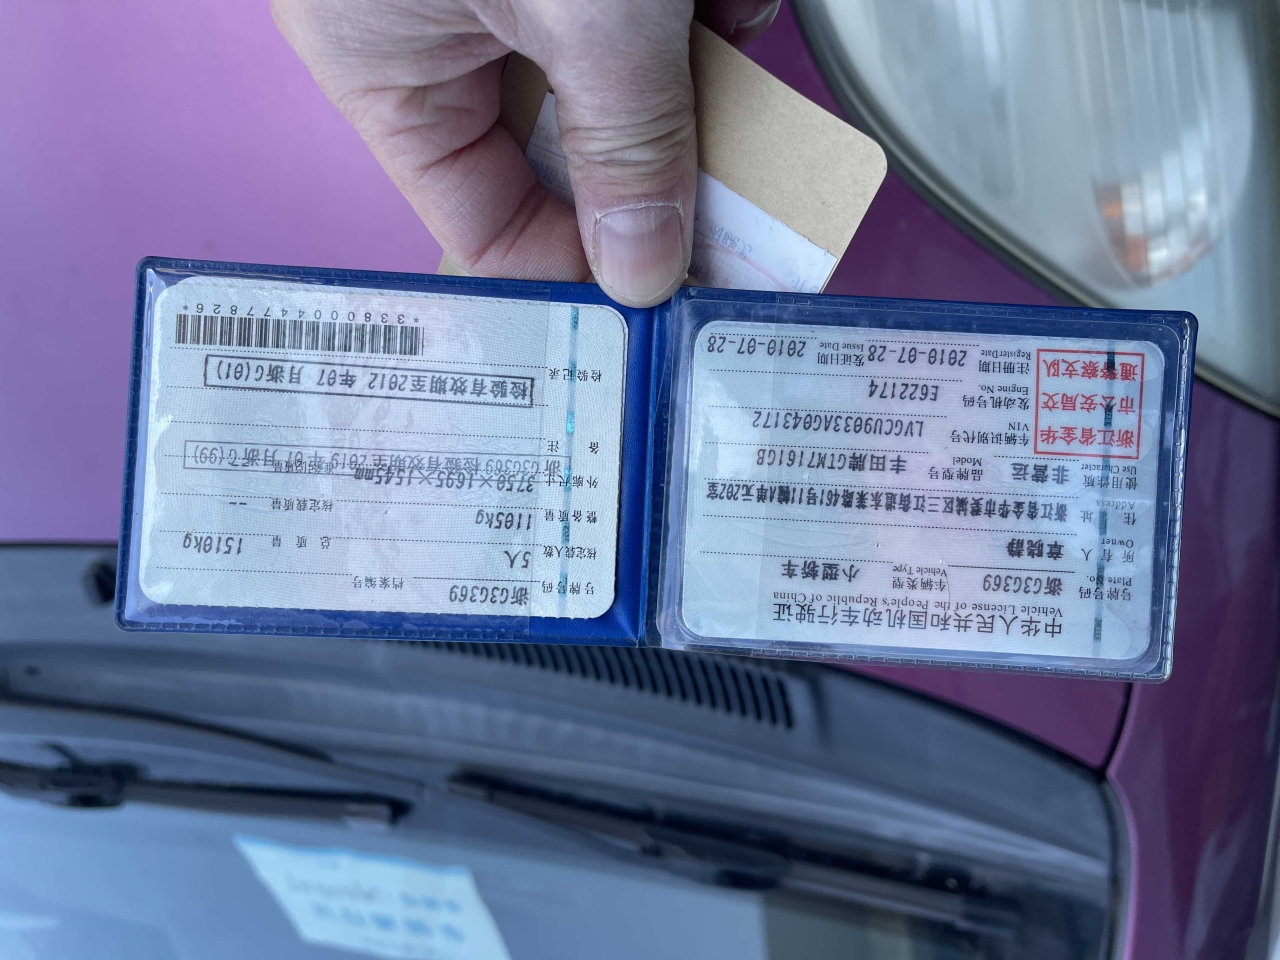 中华人民共和国机动车行驶证
Vehicle License of the People's Republic of China
号牌号码 浙G3G369 车辆类型 小型轿车
Plate No. Vehicle Type
所有人 章晓静
Owner
住址 浙江省金华市婺城区三江街道东莱路461号11幢A单元202室
Address
使用性质 非营运 品牌型号 丰田牌GTM7161GB
Use Character Model
浙江省金华
市公安局交
通警察支队
车辆识别代号 LVGCU9033AG043172
VIN
发动机号码 E622174
Engine No.
注册日期 2010-07-28 发证日期 2010-07-28
Register Date Issue Date
号牌号码 浙G3G369 档案编号
核定载人数 5人 总质量 1510kg
整备质量 1105kg 核定载质量 --
外廓尺寸 3750×1695×1545mm 准牵引总质量
备注 浙G3G369 检验有效期至2019年07月浙G(99)
检验记录
检验有效期至2012年07月浙G(01)
*3380004477826*